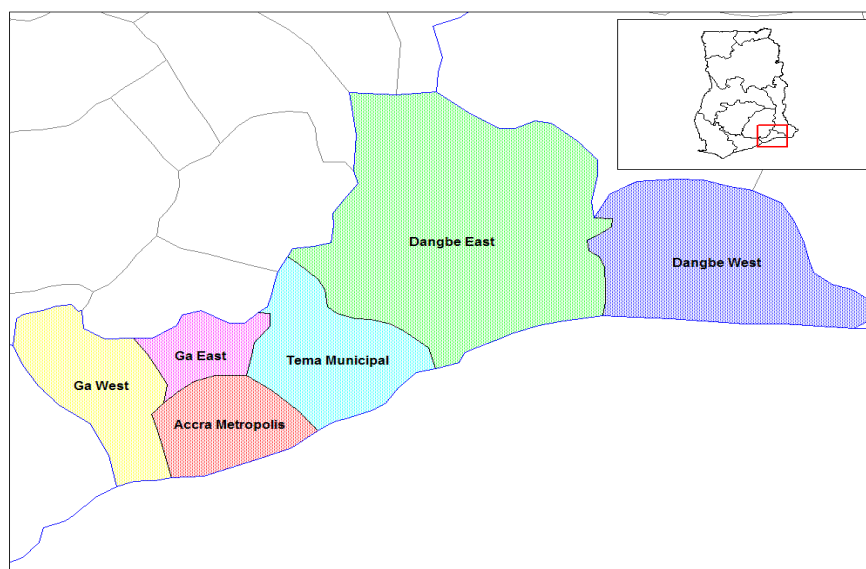 Dangbe East
Dangbe West
Ga East
Tema Municipal
Ga West
Accra Metropolis